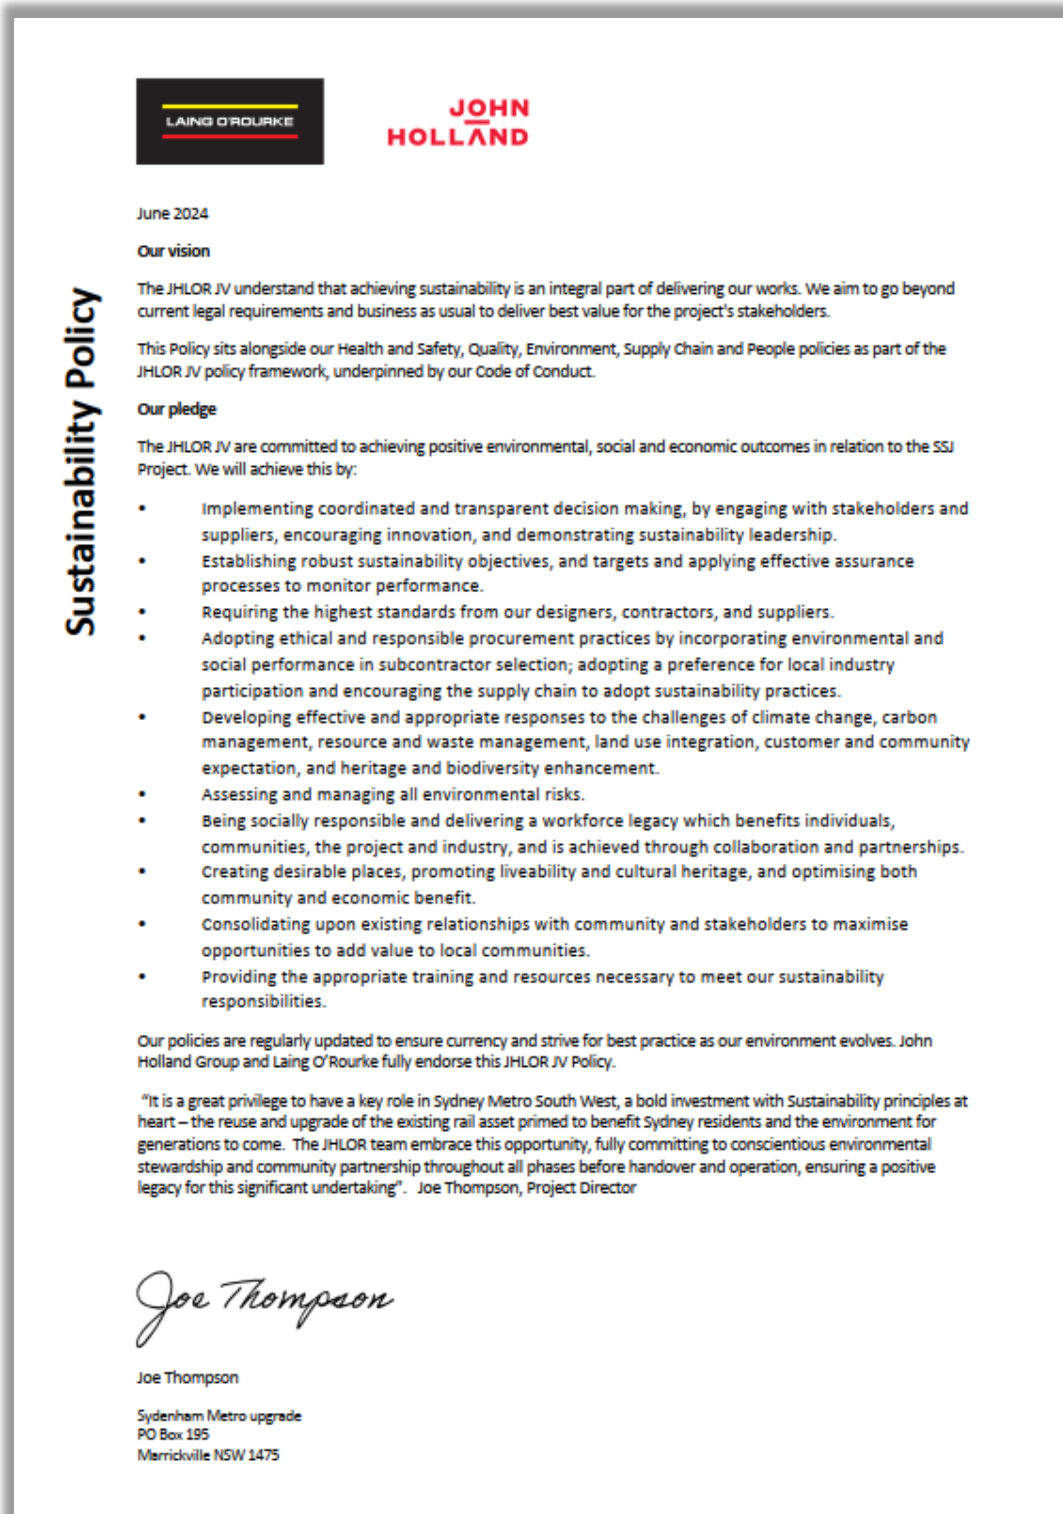 LAING O'ROURKE
JOHN
HOLLAND
Sustainability Policy
June 2024
Our vision
The JHLOR JV understand that achieving sustainability is an integral part of delivering our works. We aim to go beyond
current legal requirements and business as usual to deliver best value for the project's stakeholders.
This Policy sits alongside our Health and Safety, Quality, Environment, Supply Chain and People policies as part of the
JHLOR JV policy framework, underpinned by our Code of Conduct.
Our pledge
The JHLOR JV are committed to achieving positive environmental, social and economic outcomes in relation to the SSJ
Project. We will achieve this by:
• Implementing coordinated and transparent decision making, by engaging with stakeholders and
suppliers, encouraging innovation, and demonstrating sustainability leadership.
• Establishing robust sustainability objectives, and targets and applying effective assurance
processes to monitor performance.
• Requiring the highest standards from our designers, contractors, and suppliers.
• Adopting ethical and responsible procurement practices by incorporating environmental and
social performance in subcontractor selection; adopting a preference for local industry
participation and encouraging the supply chain to adopt sustainability practices.
• Developing effective and appropriate responses to the challenges of climate change, carbon
management, resource and waste management, land use integration, customer and community
expectation, and heritage and biodiversity enhancement.
• Assessing and managing all environmental risks.
• Being socially responsible and delivering a workforce legacy which benefits individuals,
communities, the project and industry, and is achieved through collaboration and partnerships.
• Creating desirable places, promoting liveability and cultural heritage, and optimising both
community and economic benefit.
• Consolidating upon existing relationships with community and stakeholders to maximise
opportunities to add value to local communities.
• Providing the appropriate training and resources necessary to meet our sustainability
responsibilities.
Our policies are regularly updated to ensure currency and strive for best practice as our environment evolves. John
Holland Group and Laing O'Rourke fully endorse this JHLOR JV Policy.
"It is a great privilege to have a key role in Sydney Metro South West, a bold investment with Sustainability principles at
heart – the reuse and upgrade of the existing rail asset primed to benefit Sydney residents and the environment for
generations to come. The JHLOR team embrace this opportunity, fully committing to conscientious environmental
stewardship and community partnership throughout all phases before handover and operation, ensuring a positive
legacy for this significant undertaking". Joe Thompson, Project Director
Joe Thompson
Joe Thompson
Sydenham Metro upgrade
PO Box 195
Marrickville NSW 1475